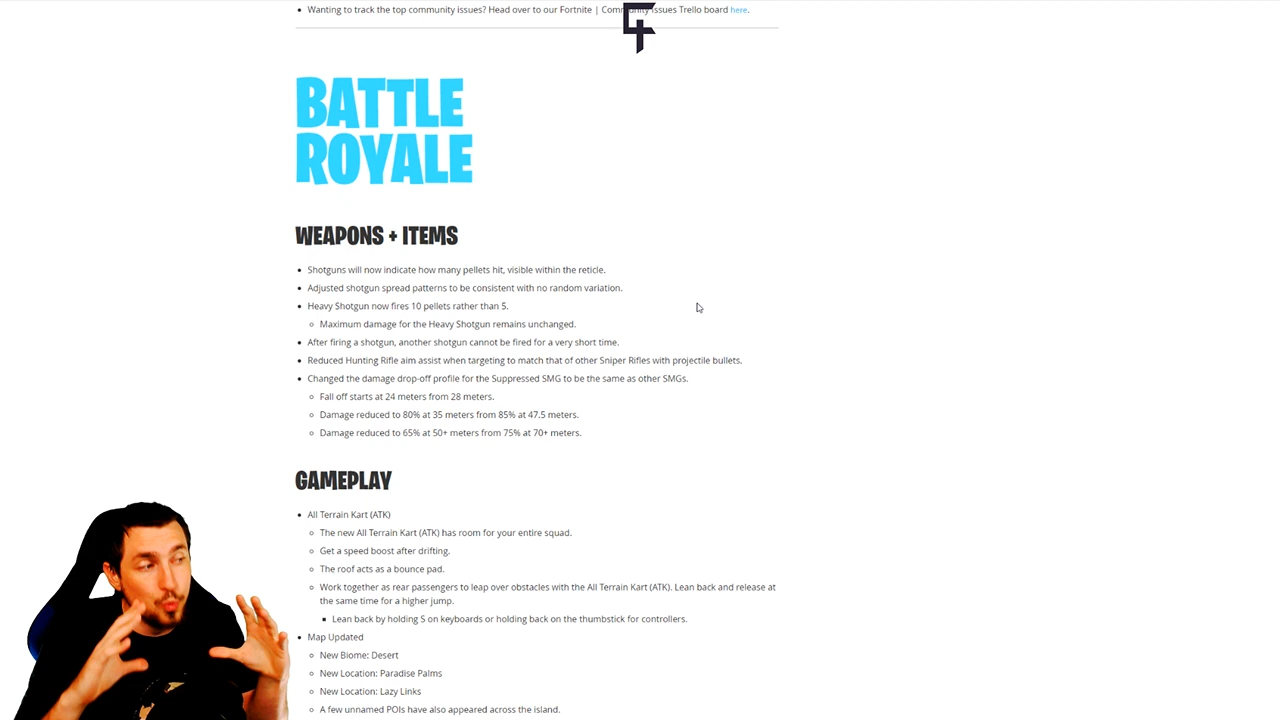 Wanting to track the top community issues? Head over to our Fortnite | Community Issues Trello board here.
BATTLE
ROYALE
WEAPONS + ITEMS
Shotguns will now indicate how many pellets hit, visible within the reticle.
Adjusted shotgun spread patterns to be consistent with no random variation.
Heavy Shotgun now fires 10 pellets rather than 5.
Maximum damage for the Heavy Shotgun remains unchanged.
After firing a shotgun, another shotgun cannot be fired for a very short time.
Reduced Hunting Rifle aim assist when targeting to match that of other Sniper Rifles with projectile bullets.
Changed the damage drop-off profile for the Suppressed SMG to be the same as other SMGs.
Fall off starts at 24 meters from 28 meters.
Damage reduced to 80% at 35 meters from 85% at 47.5 meters.
Damage reduced to 65% at 50+ meters from 75% at 70+ meters.
GAMEPLAY
All Terrain Kart (ATK)
The new All Terrain Kart (ATK) has room for your entire squad.
Get a speed boost after drifting.
The roof acts as a bounce pad.
Work together as rear passengers to leap over obstacles with the All Terrain Kart (ATK). Lean back and release at
the same time for a higher jump.
Lean back by holding S on keyboards or holding back on the thumbstick for controllers.
Map Updated
New Biome: Desert
New Location: Paradise Palms
New Location: Lazy Links
A few unnamed POIs have also appeared across the island.